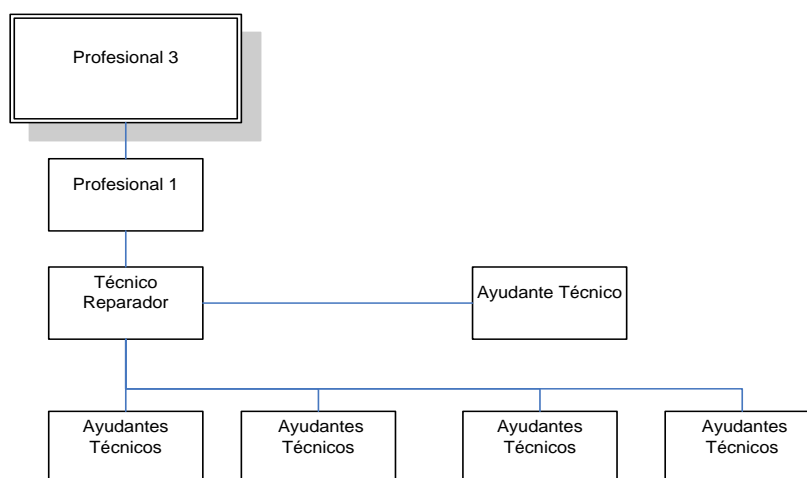 Profesional 3
Profesional 1
Técnico
Reparador
Ayudante Técnico
Ayudantes
Técnicos
Ayudantes
Técnicos
Ayudantes
Técnicos
Ayudantes
Técnicos